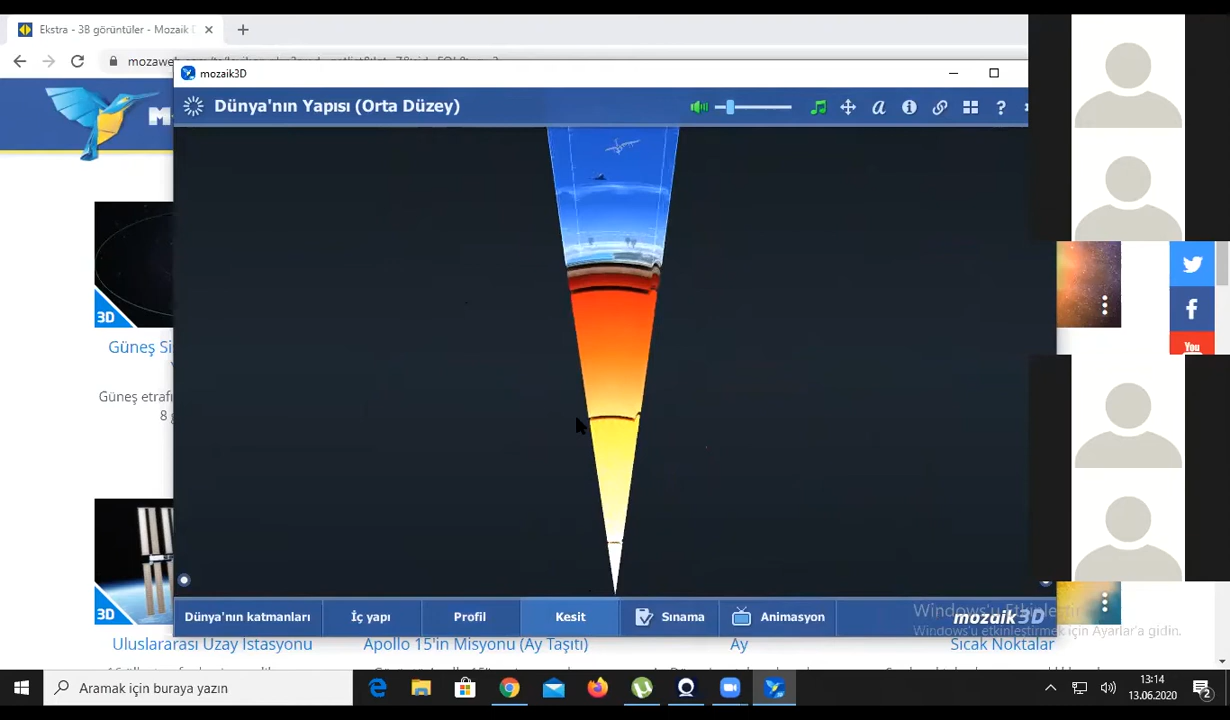 Ekstra - 3B görüntüler - Mozaik
mozaik3D
Dünya'nın Yapısı (Orta Düzey)
a
?
M
3D
Güneş Si
Güneş etrafı
8 g
You
3D
Dünya'nın katmanları
İç yapı
Profil
Kesit
Sınama
Animasyon
mozaik3D
Windows'u Etkinleştir
Windows'u etkinleştirmek için Ayarlar'a gidin.
Uluslararası Uzay İstasyonu
Apollo 15'in Misyonu (Ay Taşıtı)
Ay
Sıcak Noktalar
Aramak için buraya yazın
13:14
13.06.2020
2